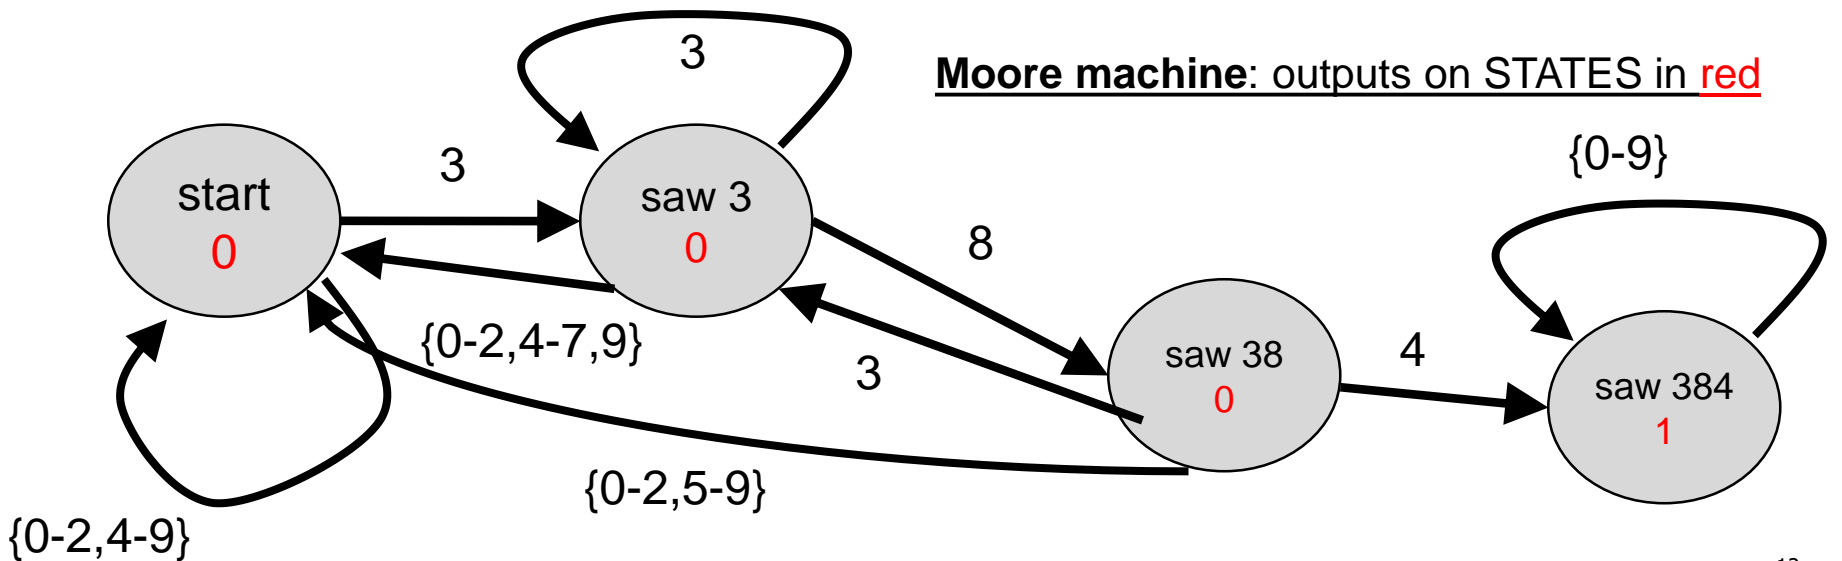 Moore machine: outputs on STATES in red
3
3
{0-9}
start
0
saw 3
0
8
{0-2,4-7,9}
3
saw 38
0
4
saw 384
1
{0-2,5-9}
{0-2,4-9}